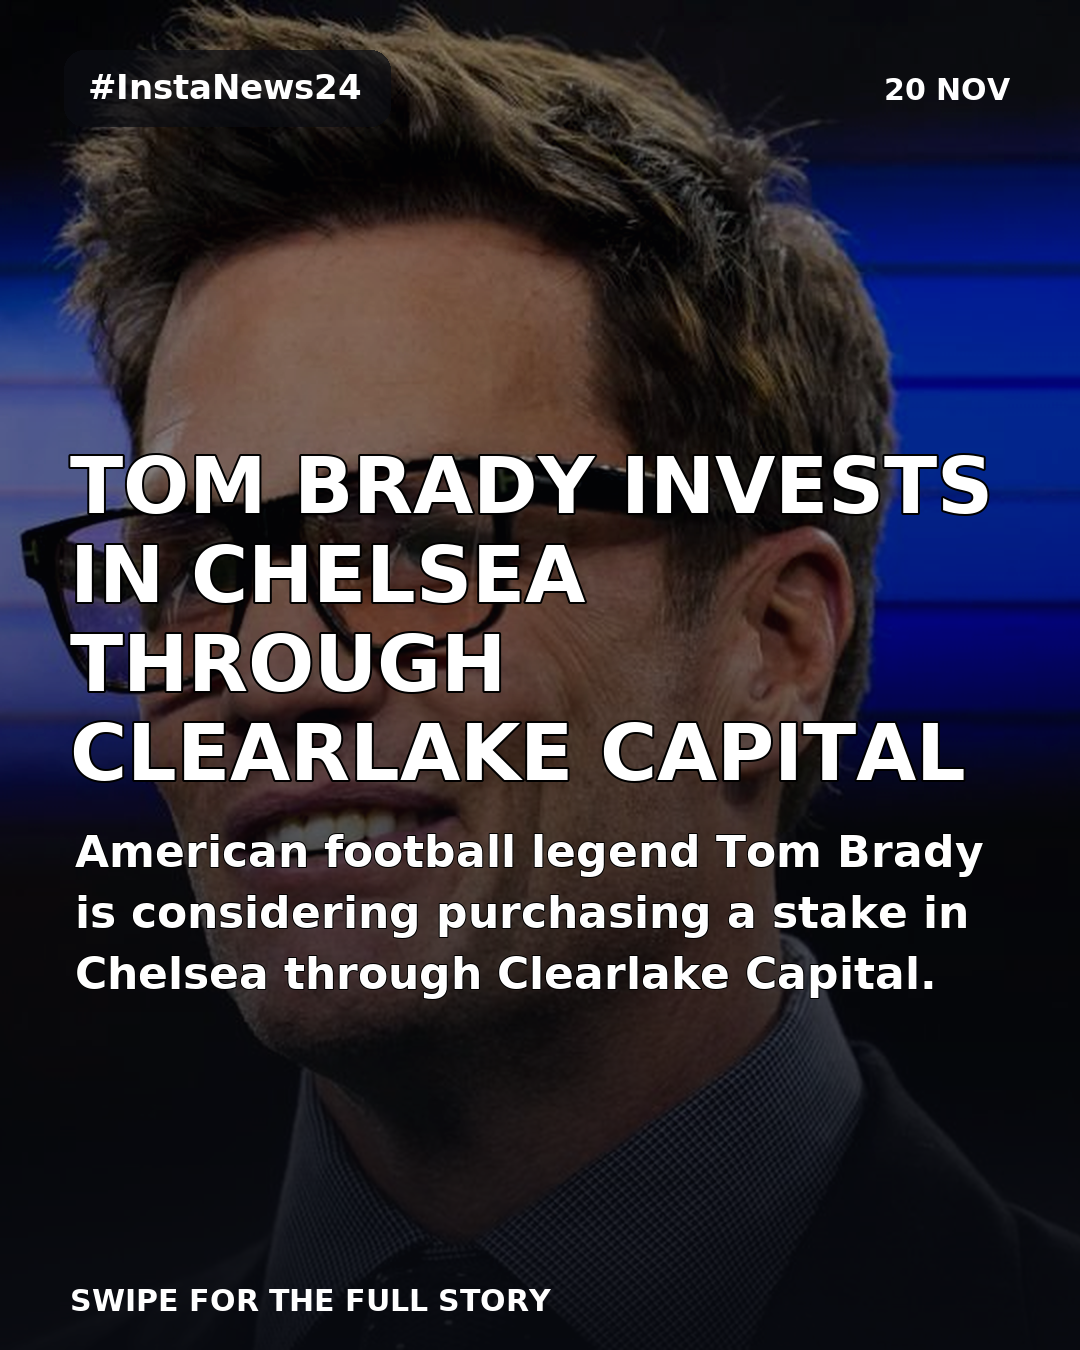 #InstaNews24
20 NOV
TOM BRADY INVESTS
IN CHELSEA
THROUGH
CLEARLAKE CAPITAL
American football legend Tom Brady
is considering purchasing a stake in
Chelsea through Clearlake Capital.
SWIPE FOR THE FULL STORY